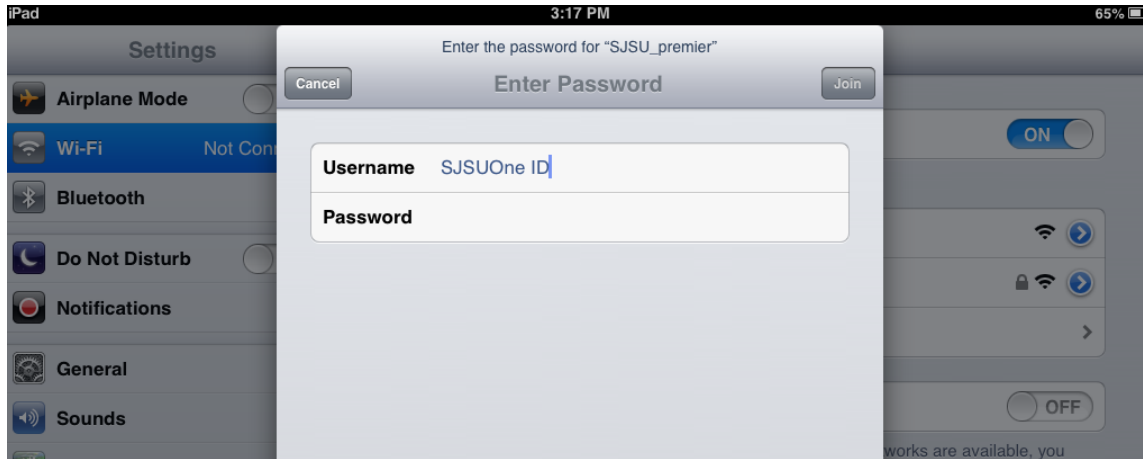 iPad 3:17 PM 65%
Settings
Enter the password for “SJSU_premier”
Cancel Enter Password Join
Airplane Mode
Wi-Fi Not Conn
ON
Username SJSUOne ID
Bluetooth
Password
Do Not Disturb
Notifications
General
OFF
Sounds
works are available, you